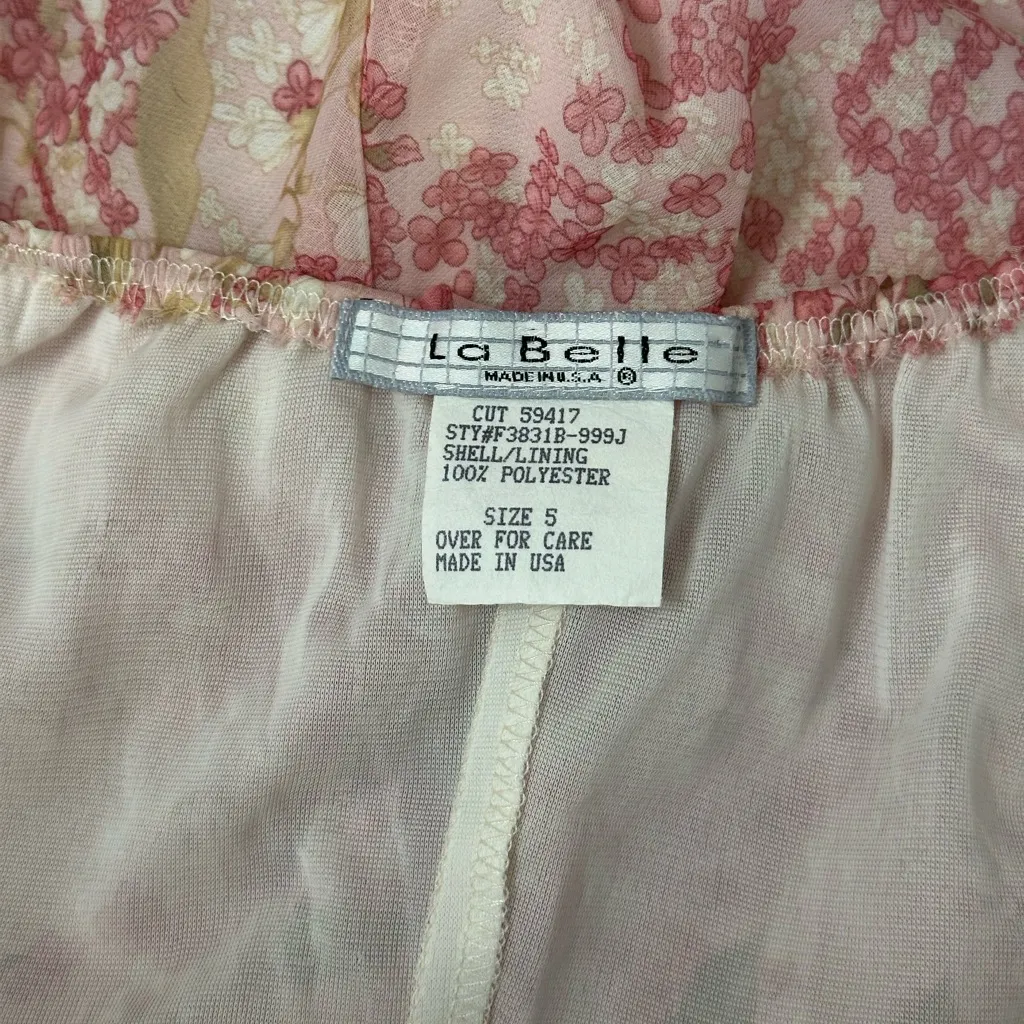 La Belle
MADE IN U.S.A ®
CUT 59417
STY#F3831B-999J
SHELL/LINING
100% POLYESTER
SIZE 5
OVER FOR CARE
MADE IN USA